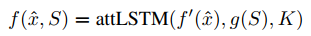 f(x̂, S) = attLSTM(f′(x̂), g(S), K)